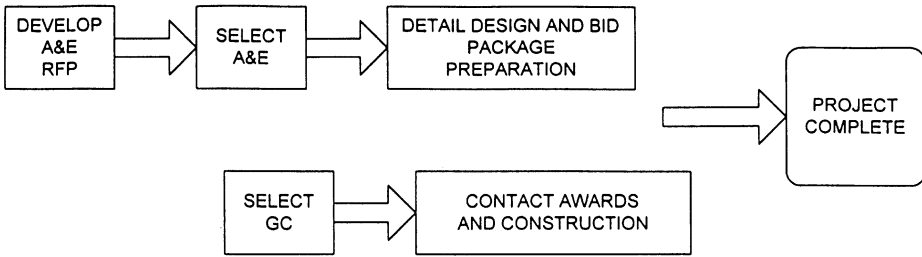 DEVELOP
A&E
RFP
SELECT
A&E
DETAIL DESIGN AND BID
PACKAGE
PREPARATION
PROJECT
COMPLETE
SELECT
GC
CONTACT AWARDS
AND CONSTRUCTION